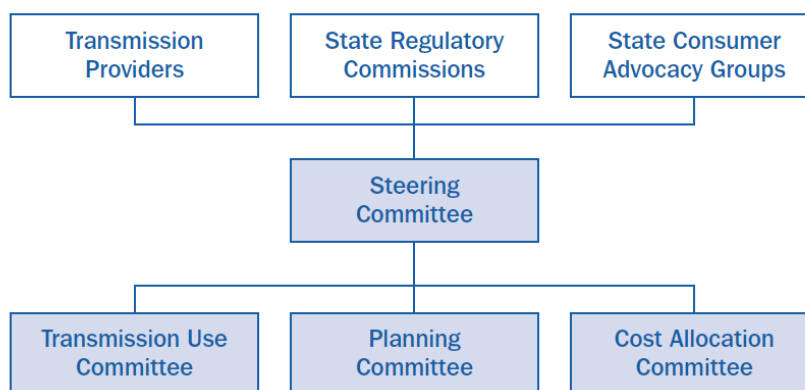 Transmission
Providers
State Regulatory
Commissions
State Consumer
Advocacy Groups
Steering
Committee
Transmission Use
Committee
Planning
Committee
Cost Allocation
Committee